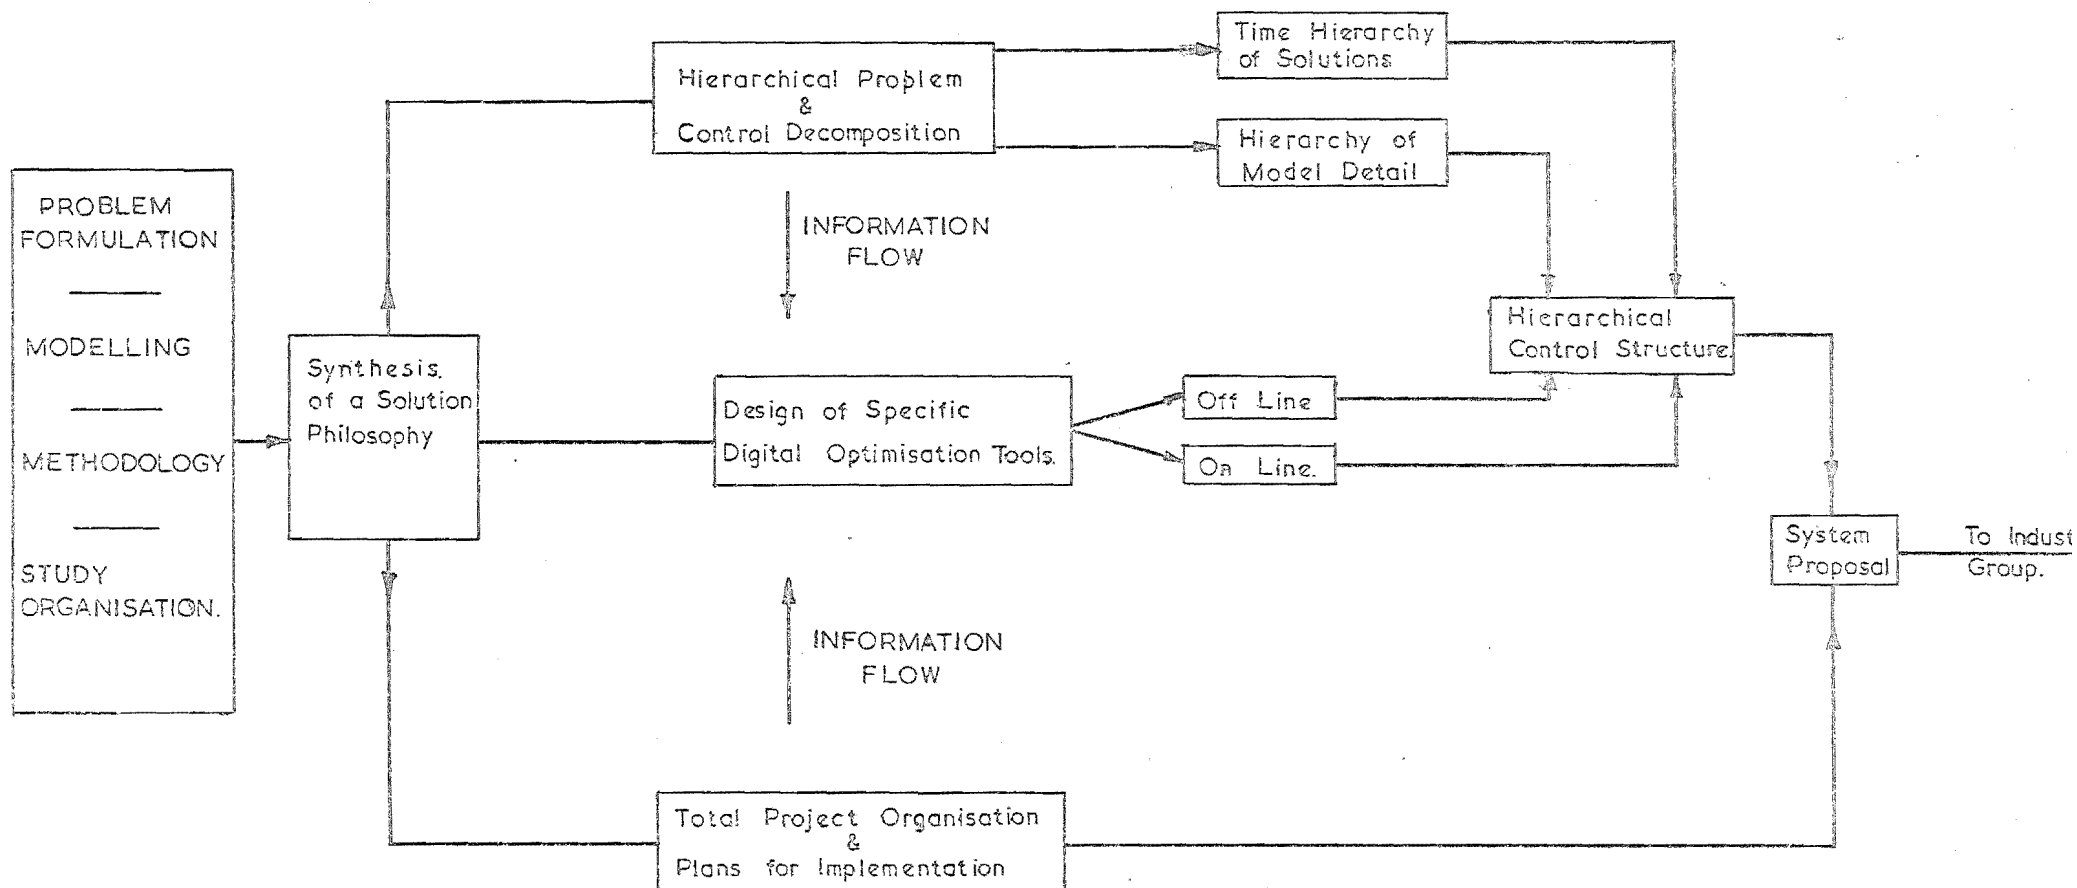 PROBLEM
FORMULATION
MODELLING
METHODOLOGY
STUDY
ORGANISATION.
Synthesis.
of a Solution
Philosophy
Hierarchical Problem
&
Control Decomposition
INFORMATION
FLOW
Design of Specific
Digital Optimisation Tools.
INFORMATION
FLOW
Total Project Organisation
&
Plans for Implementation
Time Hierarchy
of Solutions
Hierarchy of
Model Detail
Off Line
On Line.
Hierarchical
Control Structure.
System
Proposal
To Indust
Group.